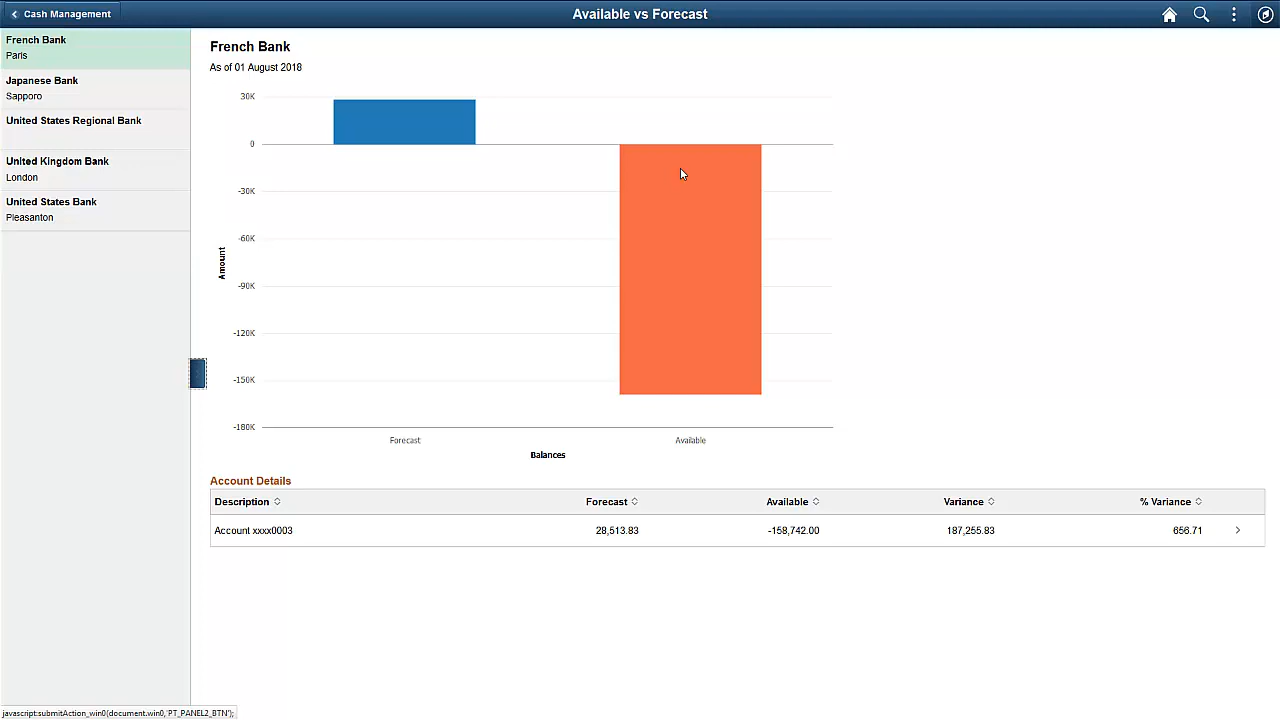 Cash Management
Available vs Forecast
French Bank
Paris
Japanese Bank
Sapporo
United States Regional Bank
United Kingdom Bank
London
United States Bank
Pleasanton
French Bank
As of 01 August 2018
30K
0
-30K
-60K
-90K
-120K
-150K
-180K
Amount
Forecast Available
Balances
Account Details
Description Forecast Available Variance % Variance
Account xxxx0003 28,513.83 -158,742.00 187,255.83 656.71
javascript:submitAction_win0(document.win0,'PT_PANEL2_BTN');